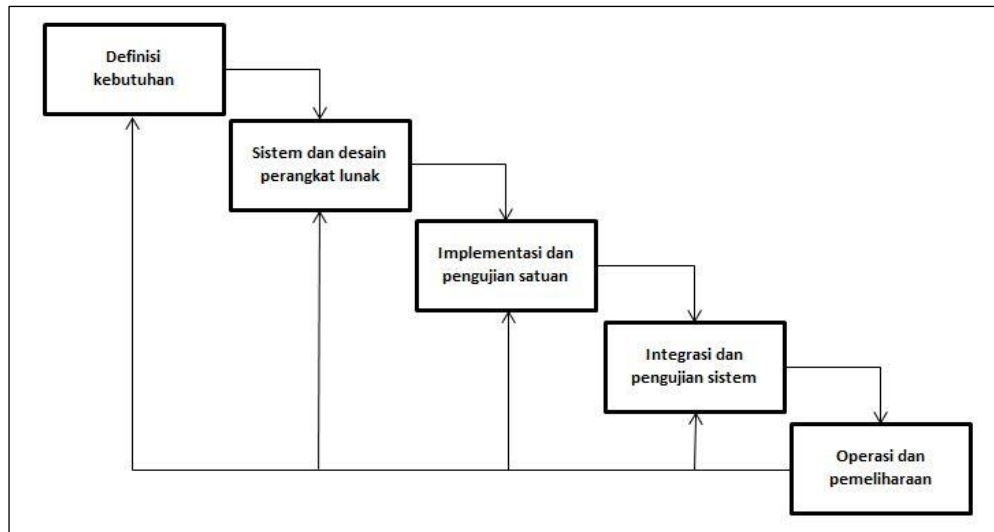 Definisi
kebutuhan
Sistem dan desain
perangkat lunak
Implementasi dan
pengujian satuan
Integrasi dan
pengujian sistem
Operasi dan
pemeliharaan